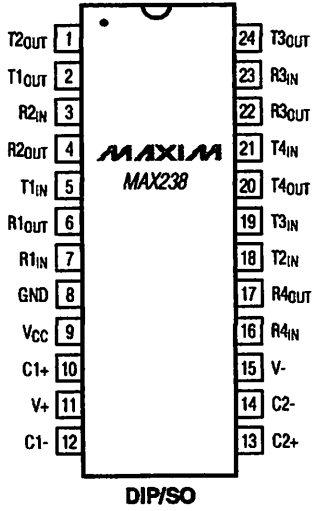 T2OUT 1 24 T3OUT
T1OUT 2 23 R3IN
R2IN 3 22 R3OUT
R2OUT 4 MAXIM 21 T4IN
T1IN 5 MAX238 20 T4OUT
R1OUT 6 19 T3IN
R1IN 7 18 T2IN
GND 8 17 R4OUT
VCC 9 16 R4IN
C1+ 10 15 V-
V+ 11 14 C2-
C1- 12 13 C2+
DIP/SO